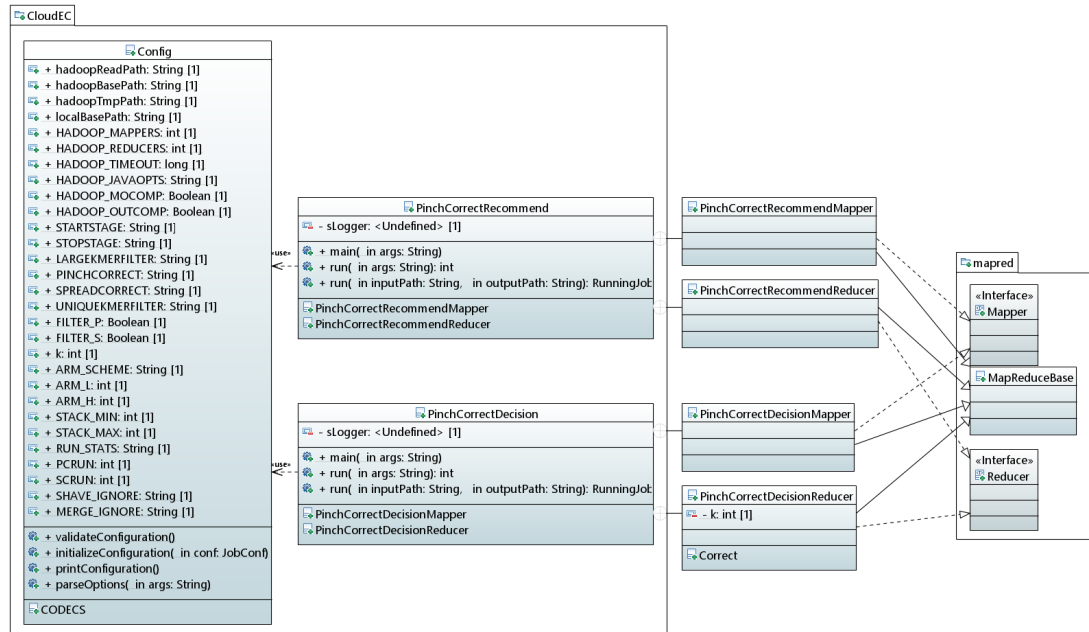 CloudEC
Config
+ hadoopReadPath: String [1]
+ hadoopBasePath: String [1]
+ hadoopTmpPath: String [1]
+ localBasePath: String [1]
+ HADOOP_MAPPERS: int [1]
+ HADOOP_REDUCERS: int [1]
+ HADOOP_TIMEOUT: long [1]
+ HADOOP_JAVAOPTS: String [1]
+ HADOOP_MOCOMP: Boolean [1]
+ HADOOP_OUTCOMP: Boolean [1]
+ STARTSTAGE: String [1]
+ STOPSTAGE: String [1]
+ LARGEKMERFILTER: String [1]
+ PINCHCORRECT: String [1]
+ SPREADCORRECT: String [1]
+ UNIQUEKMERFILTER: String [1]
+ FILTER_P: Boolean [1]
+ FILTER_S: Boolean [1]
+ k: int [1]
+ ARM_SCHEME: String [1]
+ ARM_L: int [1]
+ ARM_H: int [1]
+ STACK_MIN: int [1]
+ STACK_MAX: int [1]
+ RUN_STATS: String [1]
+ PCRUN: int [1]
+ SCRUN: int [1]
+ SHAVE_IGNORE: String [1]
+ MERGE_IGNORE: String [1]
+ validateConfiguration()
+ initializeConfiguration( in conf: JobConf)
+ printConfiguration()
+ parseOptions( in args: String)
CODECS
«use»
PinchCorrectRecommend
- sLogger: <Undefined> [1]
+ main( in args: String)
+ run( in args: String): int
+ run( in inputPath: String, in outputPath: String): RunningJob
PinchCorrectRecommendMapper
PinchCorrectRecommendReducer
«use»
PinchCorrectDecision
- sLogger: <Undefined> [1]
+ main( in args: String)
+ run( in args: String): int
+ run( in inputPath: String, in outputPath: String): RunningJob
PinchCorrectDecisionMapper
PinchCorrectDecisionReducer
PinchCorrectRecommendMapper
PinchCorrectRecommendReducer
PinchCorrectDecisionMapper
PinchCorrectDecisionReducer
- k: int [1]
Correct
mapred
«Interface»
Mapper
MapReduceBase
«Interface»
Reducer